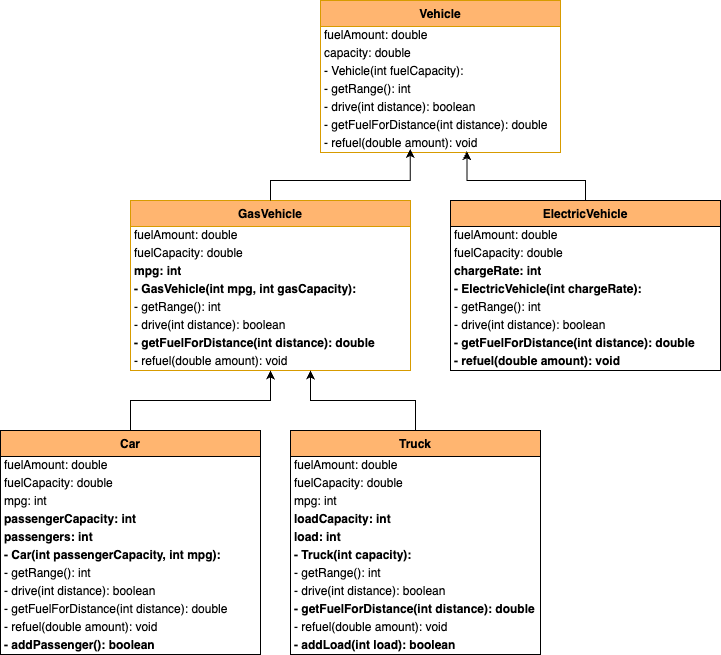 Vehicle
fuelAmount: double
capacity: double
- Vehicle(int fuelCapacity):
- getRange(): int
- drive(int distance): boolean
- getFuelForDistance(int distance): double
- refuel(double amount): void
GasVehicle
fuelAmount: double
fuelCapacity: double
mpg: int
- GasVehicle(int mpg, int gasCapacity):
- getRange(): int
- drive(int distance): boolean
- getFuelForDistance(int distance): double
- refuel(double amount): void
ElectricVehicle
fuelAmount: double
fuelCapacity: double
chargeRate: int
- ElectricVehicle(int chargeRate):
- getRange(): int
- drive(int distance): boolean
- getFuelForDistance(int distance): double
- refuel(double amount): void
Car
fuelAmount: double
fuelCapacity: double
mpg: int
passengerCapacity: int
passengers: int
- Car(int passengerCapacity, int mpg):
- getRange(): int
- drive(int distance): boolean
- getFuelForDistance(int distance): double
- refuel(double amount): void
- addPassenger(): boolean
Truck
fuelAmount: double
fuelCapacity: double
mpg: int
loadCapacity: int
load: int
- Truck(int capacity):
- getRange(): int
- drive(int distance): boolean
- getFuelForDistance(int distance): double
- refuel(double amount): void
- addLoad(int load): boolean